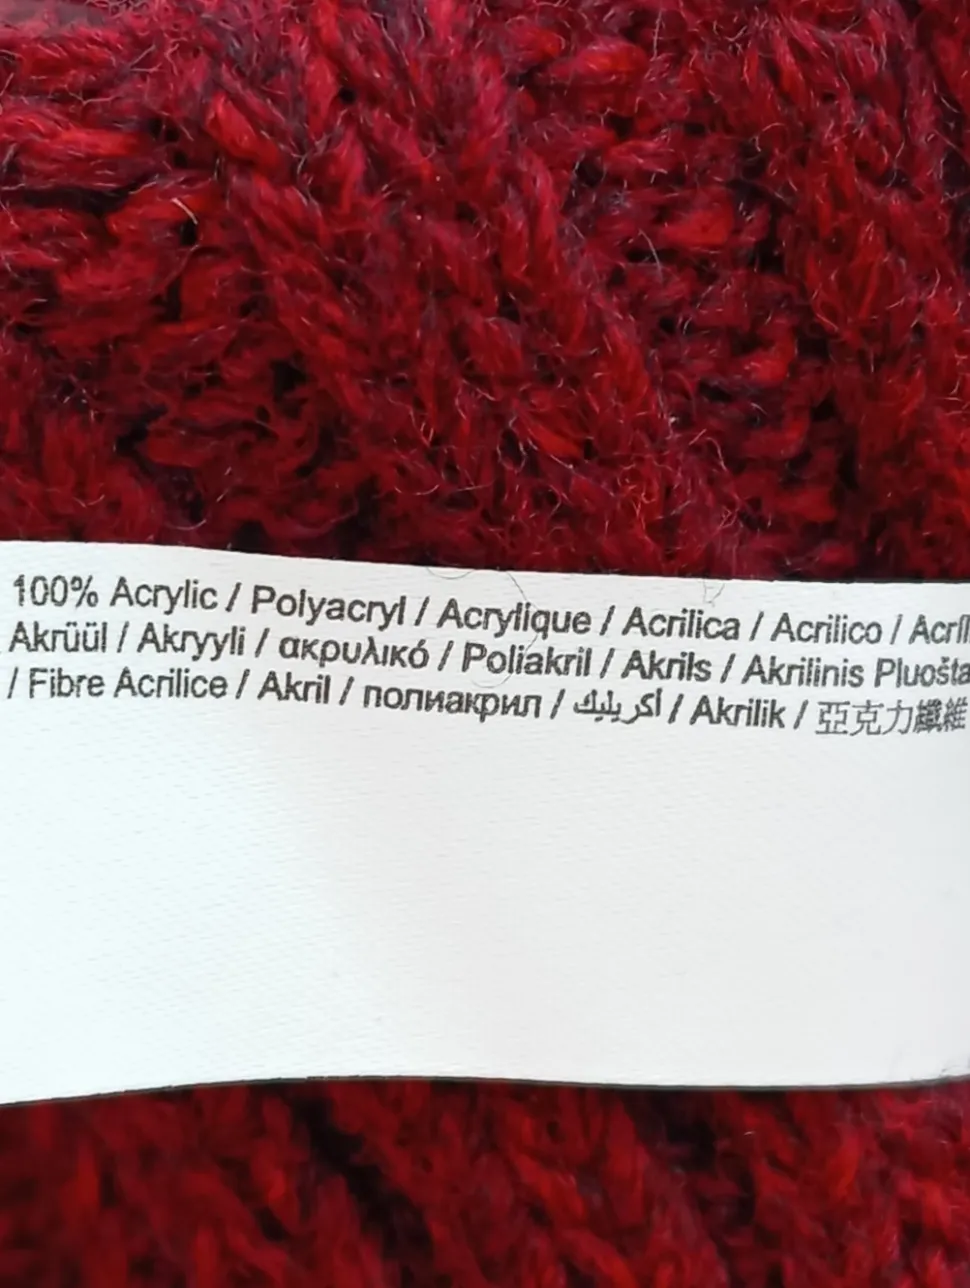 100% Acrylic / Polyacryl / Acrylique / Acrilica / Acrilico /
Akrüül / Akryyli / ακρυλικό / Poliakril / Akrils / Akrilinis Pluošta
/ Fibre Acrilice / Akril / полиакрил / أكريليك / Akrilik / 亞克力纖維